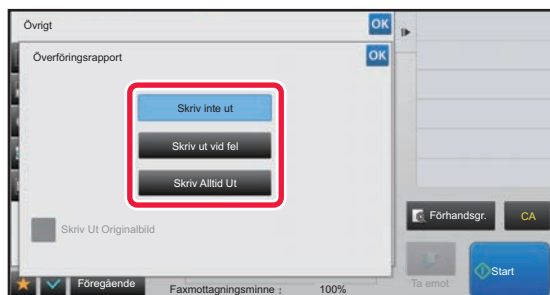 Övrigt
OK
Överföringsrapport
OK
Skriv inte ut
Skriv ut vid fel
Skriv Alltid Ut
Skriv Ut Originalbild
Förhandsgr.
CA
Föregående
Faxmottagningsminne : 100%
Ta emot
Start